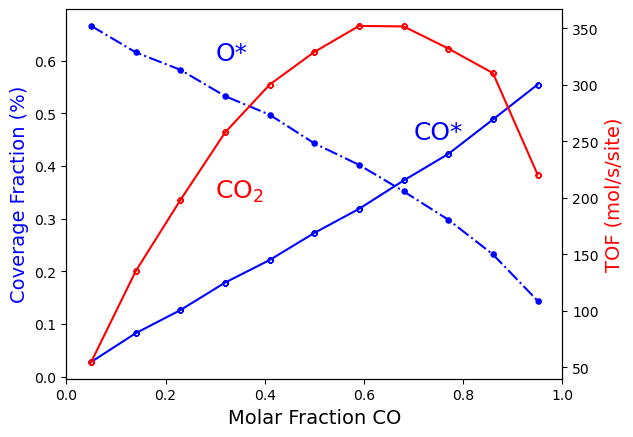 O*
CO*
CO₂
Coverage Fraction (%)
0.6
0.5
0.4
0.3
0.2
0.1
0.0
TOF (mol/s/site)
350
300
250
200
150
100
50
0.0 0.2 0.4 0.6 0.8 1.0
Molar Fraction CO